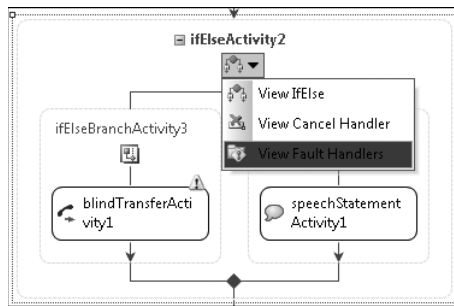 ifElseActivity2
View IfElse
View Cancel Handler
View Fault Handlers
ifElseBranchActivity3
blindTransferActi
vity1
speechStatement
Activity1